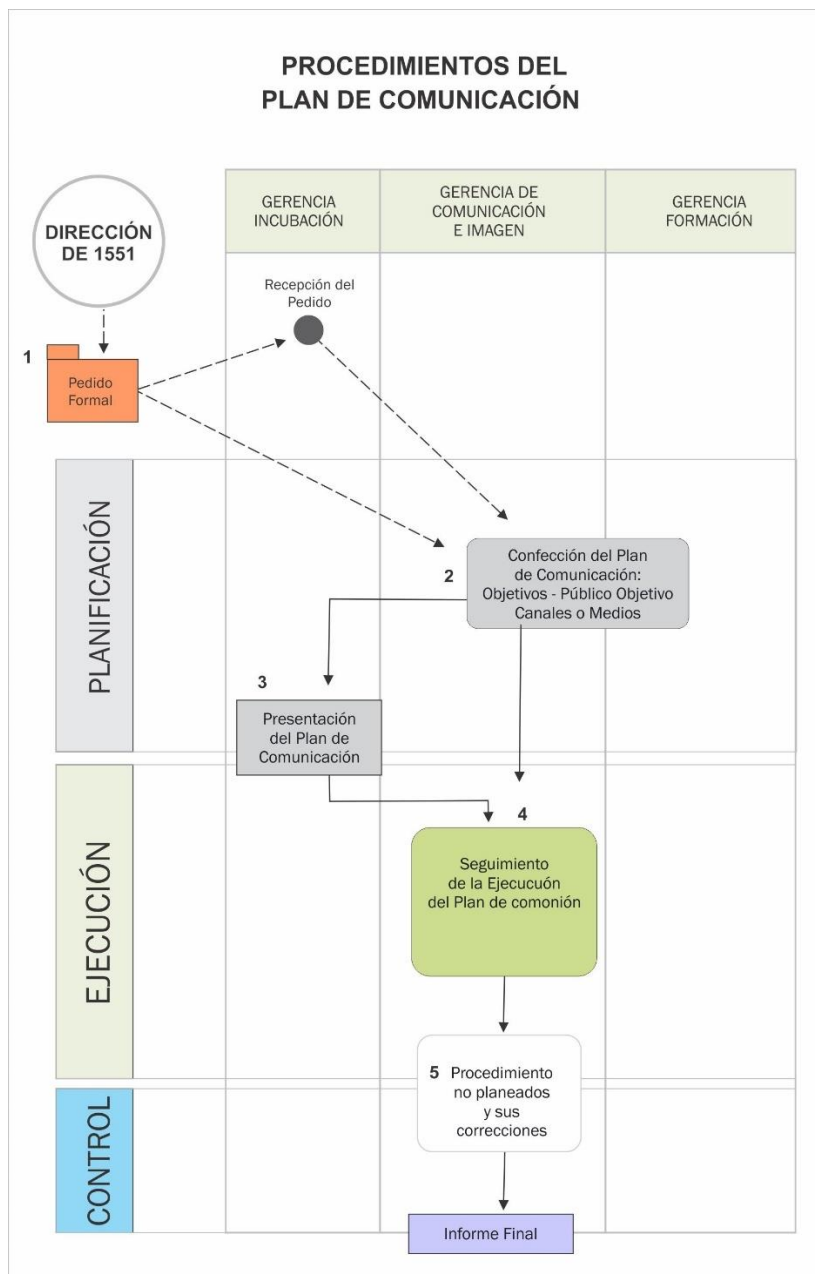 PROCEDIMIENTOS DEL
PLAN DE COMUNICACIÓN
DIRECCIÓN
DE 1551
GERENCIA
INCUBACIÓN
GERENCIA DE
COMUNICACIÓN
E IMAGEN
GERENCIA
FORMACIÓN
Recepción del
Pedido
1
Pedido
Formal
PLANIFICACIÓN
2
Confección del Plan
de Comunicación:
Objetivos - Público Objetivo
Canales o Medios
3
Presentación
del Plan de
Comunicación
EJECUCIÓN
4
Seguimiento
de la Ejecucuón
del Plan de comonión
5 Procedimiento
no planeados
y sus
correcciones
CONTROL
Informe Final